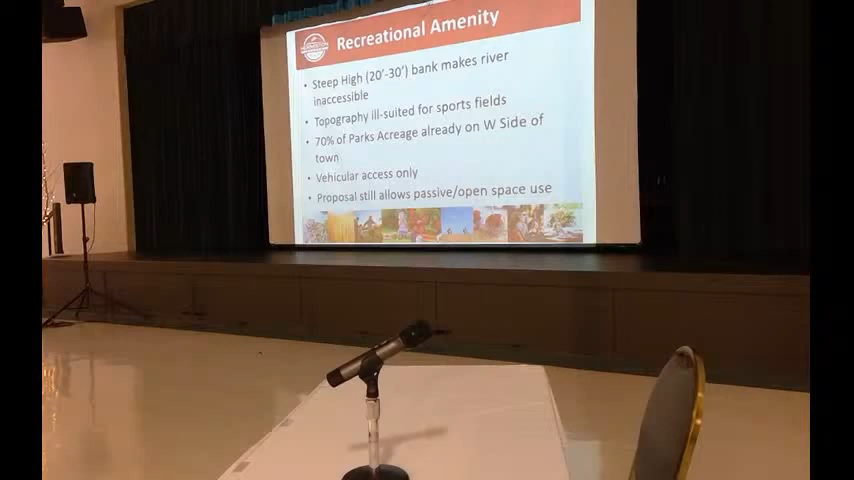 Recreational Amenity
• Steep High (20'-30') bank makes river
inaccessible
• Topography ill-suited for sports fields
• 70% of Parks Acreage already on W Side of
town
• Vehicular access only
• Proposal still allows passive/open space use